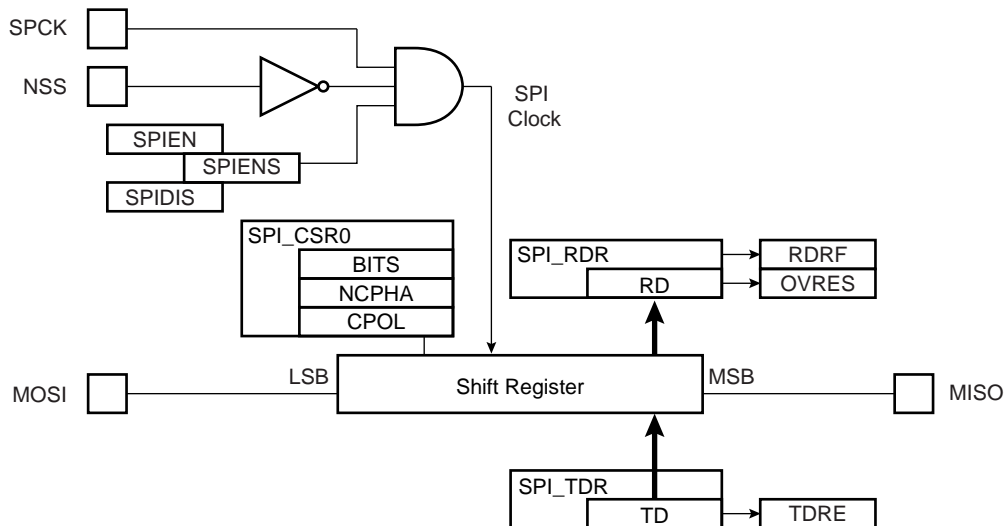 SPCK
NSS
SPI
Clock
SPIEN
SPIENS
SPIDIS
SPI_CSR0
BITS
NCPHA
CPOL
SPI_RDR
RD
RDRF
OVRES
MOSI
LSB
Shift Register
MSB
MISO
SPI_TDR
TD
TDRE